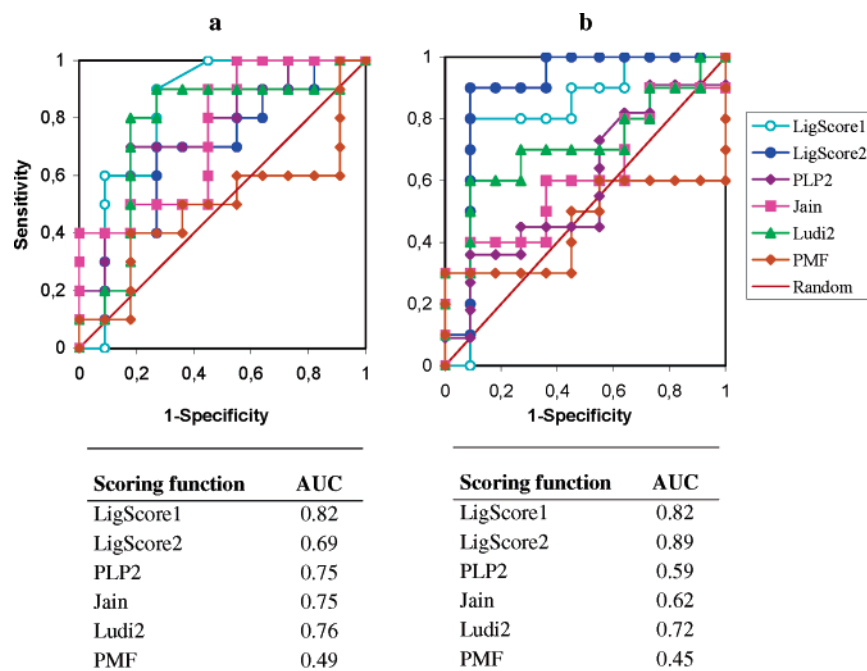 a
b
1
0,8
0,6
0,4
0,2
0
Sensitivity
0 0,2 0,4 0,6 0,8 1
1-Specificity
1
0,8
0,6
0,4
0,2
0
0 0,2 0,4 0,6 0,8 1
1-Specificity
LigScore1
LigScore2
PLP2
Jain
Ludi2
PMF
Random
Scoring function AUC
LigScore1 0.82
LigScore2 0.69
PLP2 0.75
Jain 0.75
Ludi2 0.76
PMF 0.49
Scoring function AUC
LigScore1 0.82
LigScore2 0.89
PLP2 0.59
Jain 0.62
Ludi2 0.72
PMF 0.45